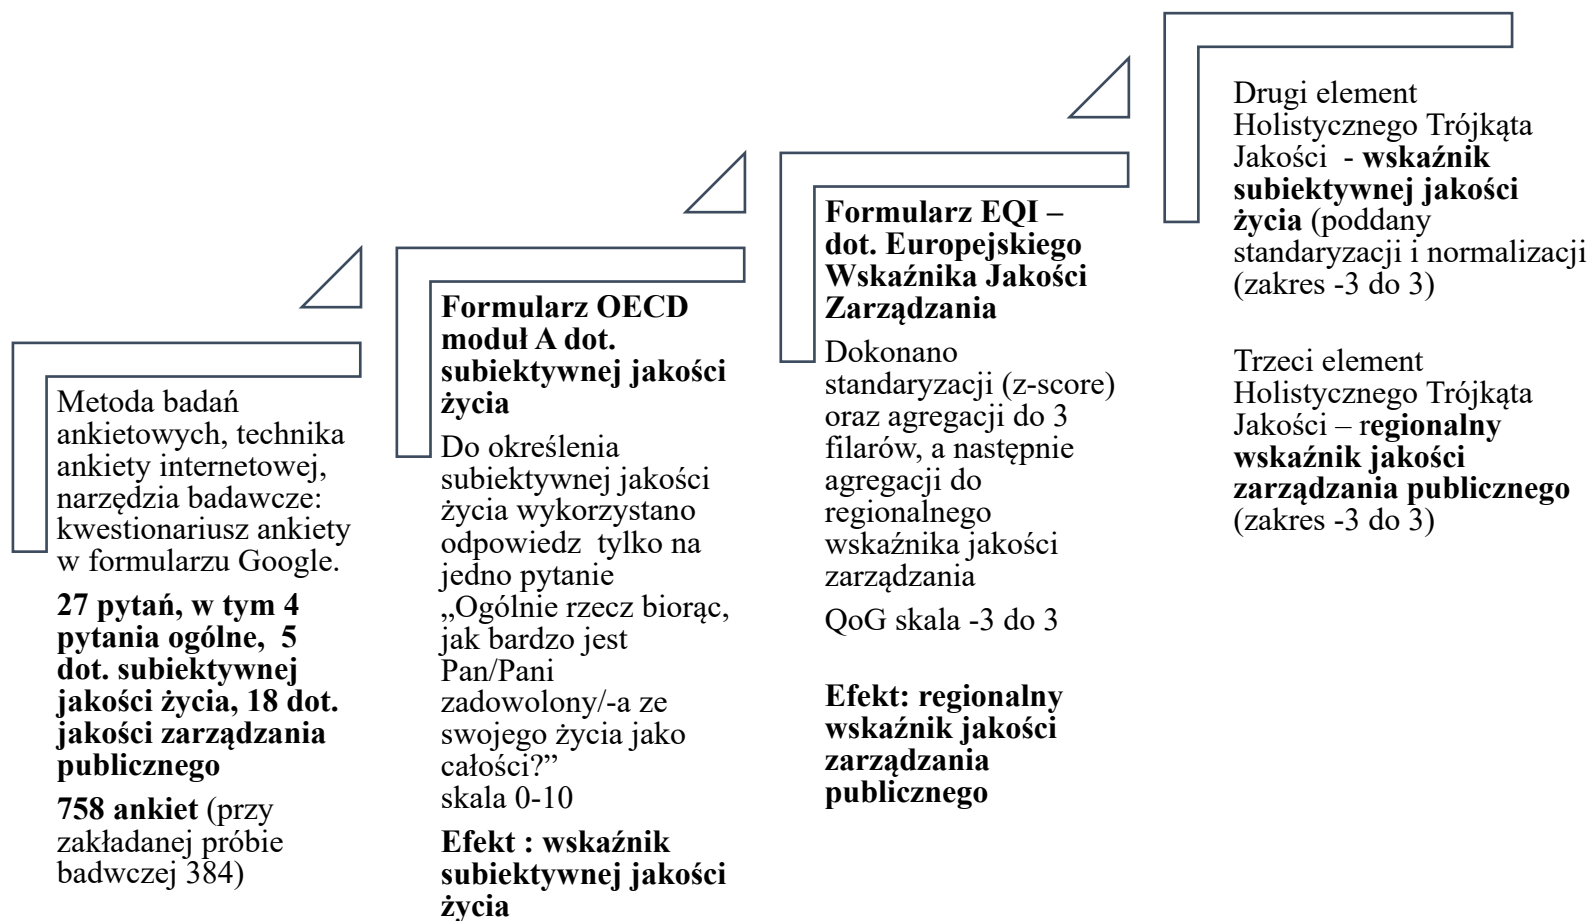 Metoda badań
ankietowych, technika
ankiety internetowej,
narzędzia badawcze:
kwestionariusz ankiety
w formularzu Google.
27 pytań, w tym 4
pytania ogólne, 5
dot. subiektywnej
jakości życia, 18 dot.
jakości zarządzania
publicznego
758 ankiet (przy
zakładanej próbie
badwczej 384)
Formularz OECD
moduł A dot.
subiektywnej jakości
życia
Do określenia
subiektywnej jakości
życia wykorzystano
odpowiedz tylko na
jedno pytanie
„Ogólnie rzecz biorąc,
jak bardzo jest
Pan/Pani
zadowolony/-a ze
swojego życia jako
całości?”
skala 0-10
Efekt : wskaźnik
subiektywnej jakości
życia
Formularz EQI –
dot. Europejskiego
Wskaźnika Jakości
Zarządzania
Dokonano
standaryzacji (z-score)
oraz agregacji do 3
filarów, a następnie
agregacji do
regionalnego
wskaźnika jakości
zarządzania
QoG skala -3 do 3
Efekt: regionalny
wskaźnik jakości
zarządzania
publicznego
Drugi element
Holistycznego Trójkąta
Jakości - wskaźnik
subiektywnej jakości
życia (poddany
standaryzacji i normalizacji
(zakres -3 do 3)
Trzeci element
Holistycznego Trójkąta
Jakości – regionalny
wskaźnik jakości
zarządzania publicznego
(zakres -3 do 3)